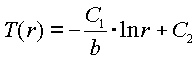 T(r) = −C₁/b · ln r + C₂